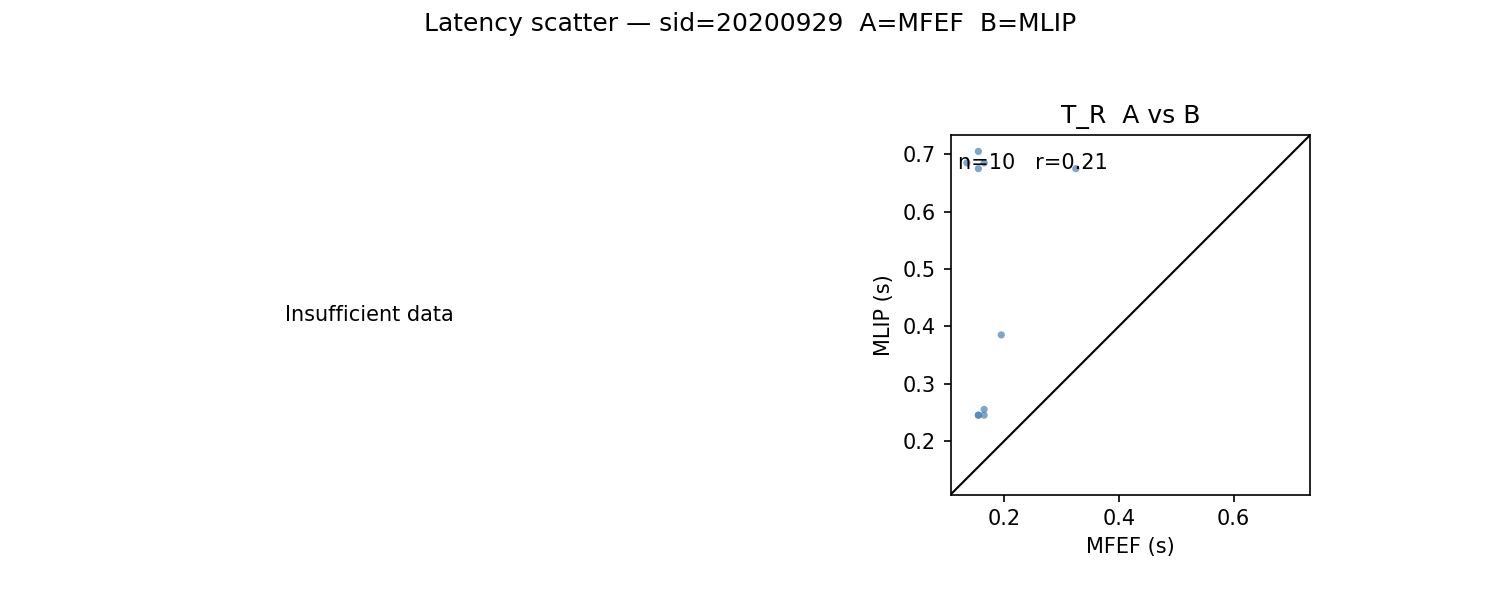 Latency scatter — sid=20200929  A=MFEF  B=MLIP
Insufficient data
T_R  A vs B
n=10   r=0.21
0.7
0.6
0.5
0.4
0.3
0.2
MLIP (s)
0.2 0.4 0.6
MFEF (s)